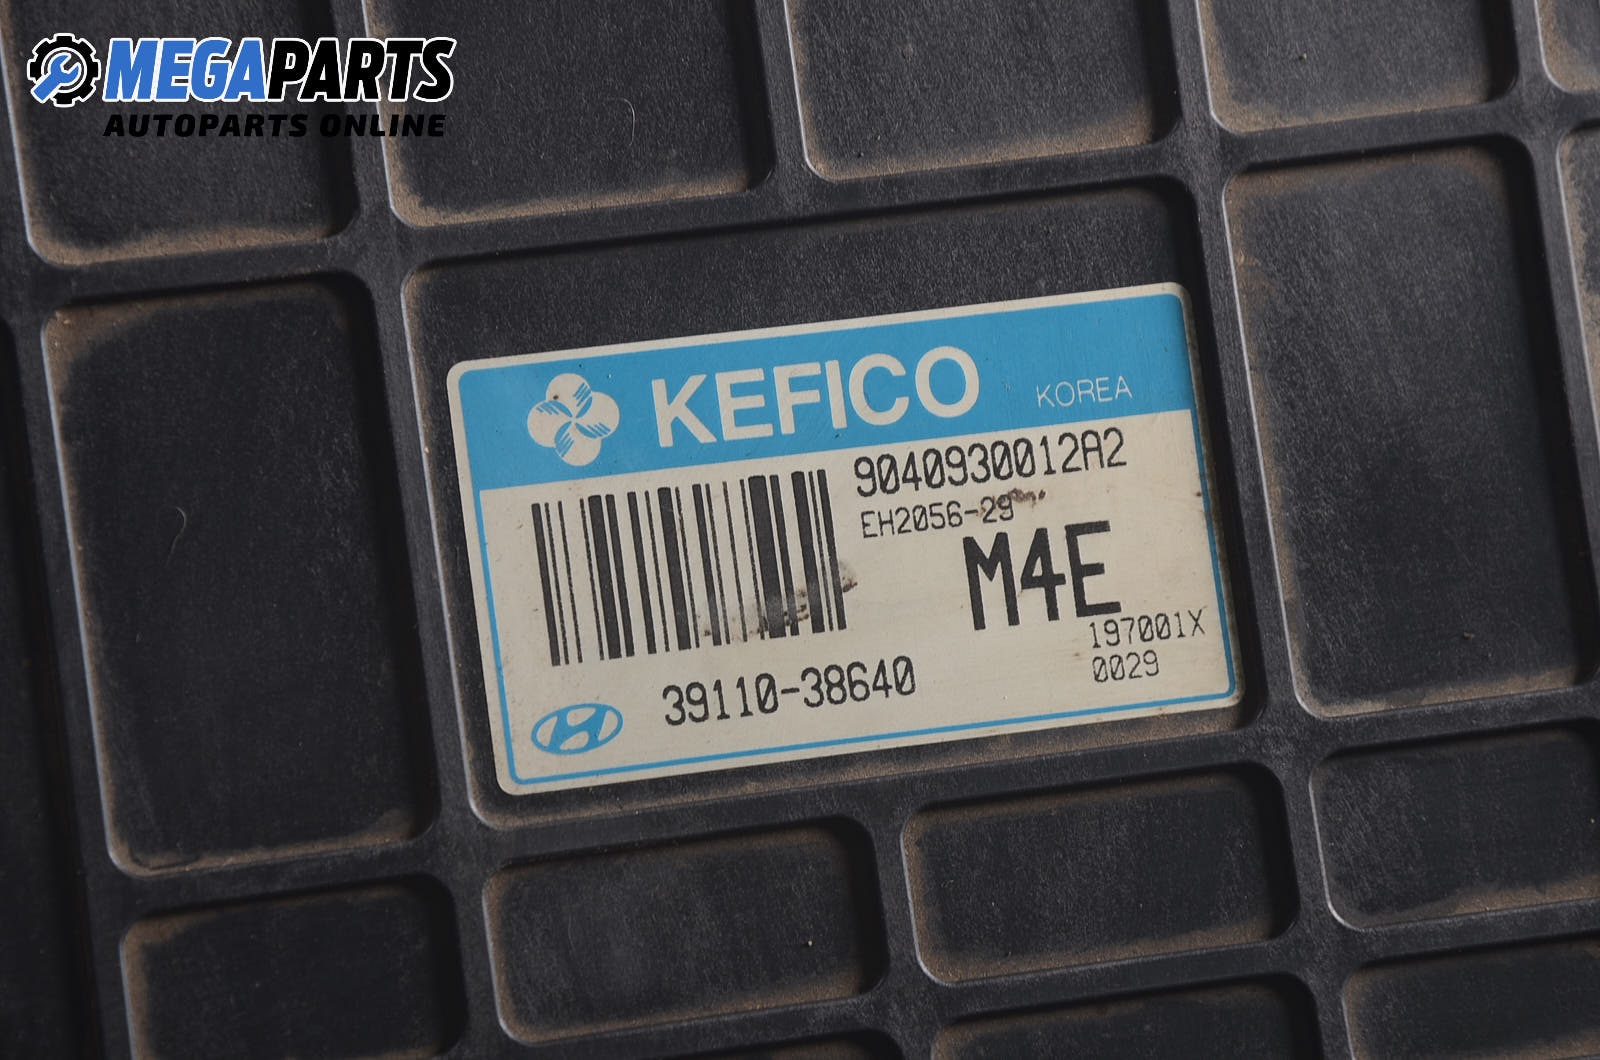 MEGAPARTS
AUTOPARTS ONLINE
KEFICO KOREA
9040930012A2
EH2056-29
M4E
197001X
0029
39110-38640